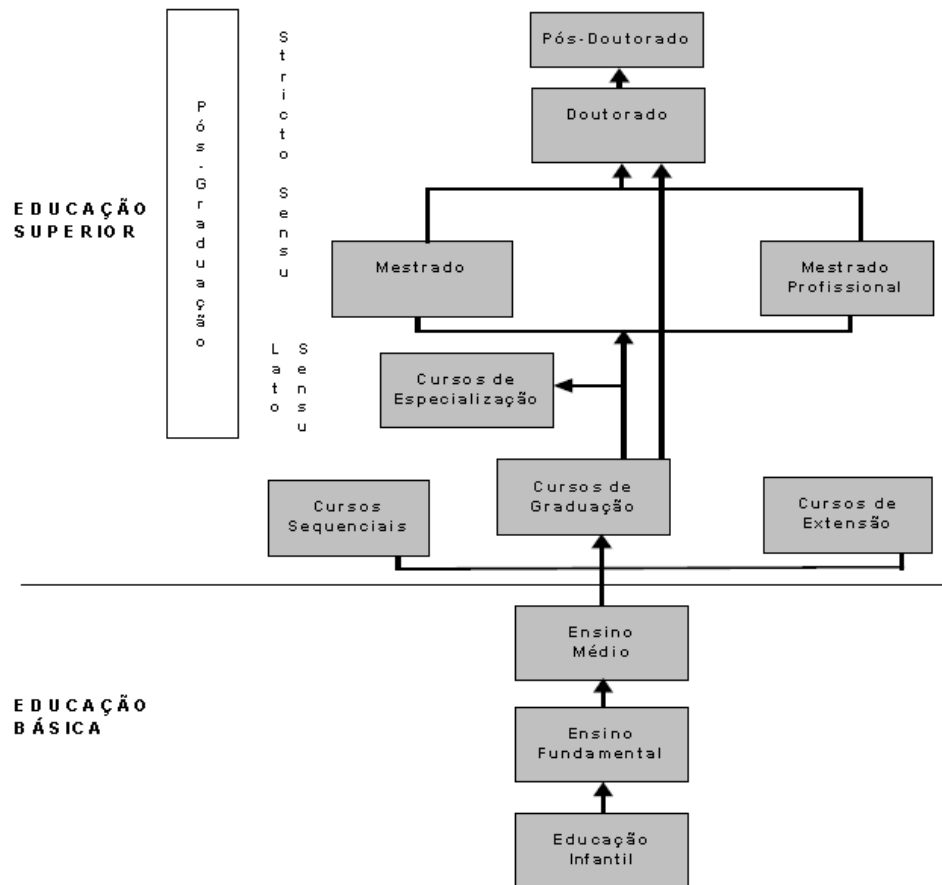 Pós-Doutorado
Doutorado
Stricto Sensu
Pós-Graduação
EDUCAÇÃO
SUPERIOR
Mestrado
Mestrado
Profissional
Lato
Sensu
Cursos de
Especialização
Cursos de
Graduação
Cursos
Sequenciais
Cursos de
Extensão
Ensino
Médio
EDUCAÇÃO
BÁSICA
Ensino
Fundamental
Educação
Infantil